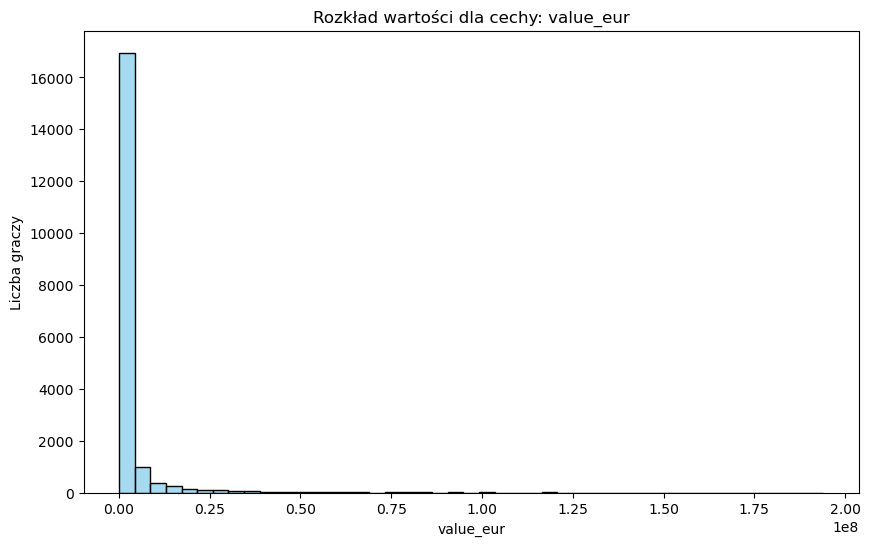 Rozkład wartości dla cechy: value_eur
16000
14000
12000
10000
8000
6000
4000
2000
0
Liczba graczy
0.00 0.25 0.50 0.75 1.00 1.25 1.50 1.75 2.00
1e8
value_eur